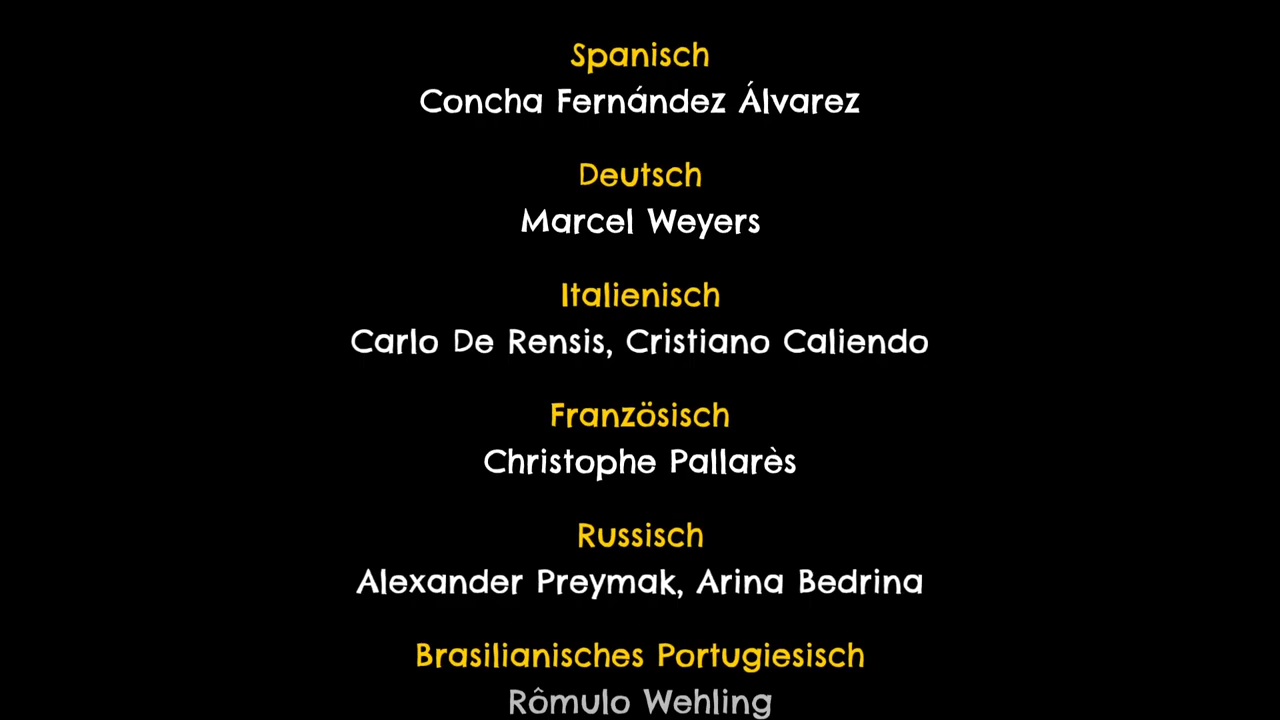 Spanisch
Concha Fernández Álvarez
Deutsch
Marcel Weyers
Italienisch
Carlo De Rensis, Cristiano Caliendo
Französisch
Christophe Pallarès
Russisch
Alexander Preymak, Arina Bedrina
Brasilianisches Portugiesisch
Rômulo Wehling